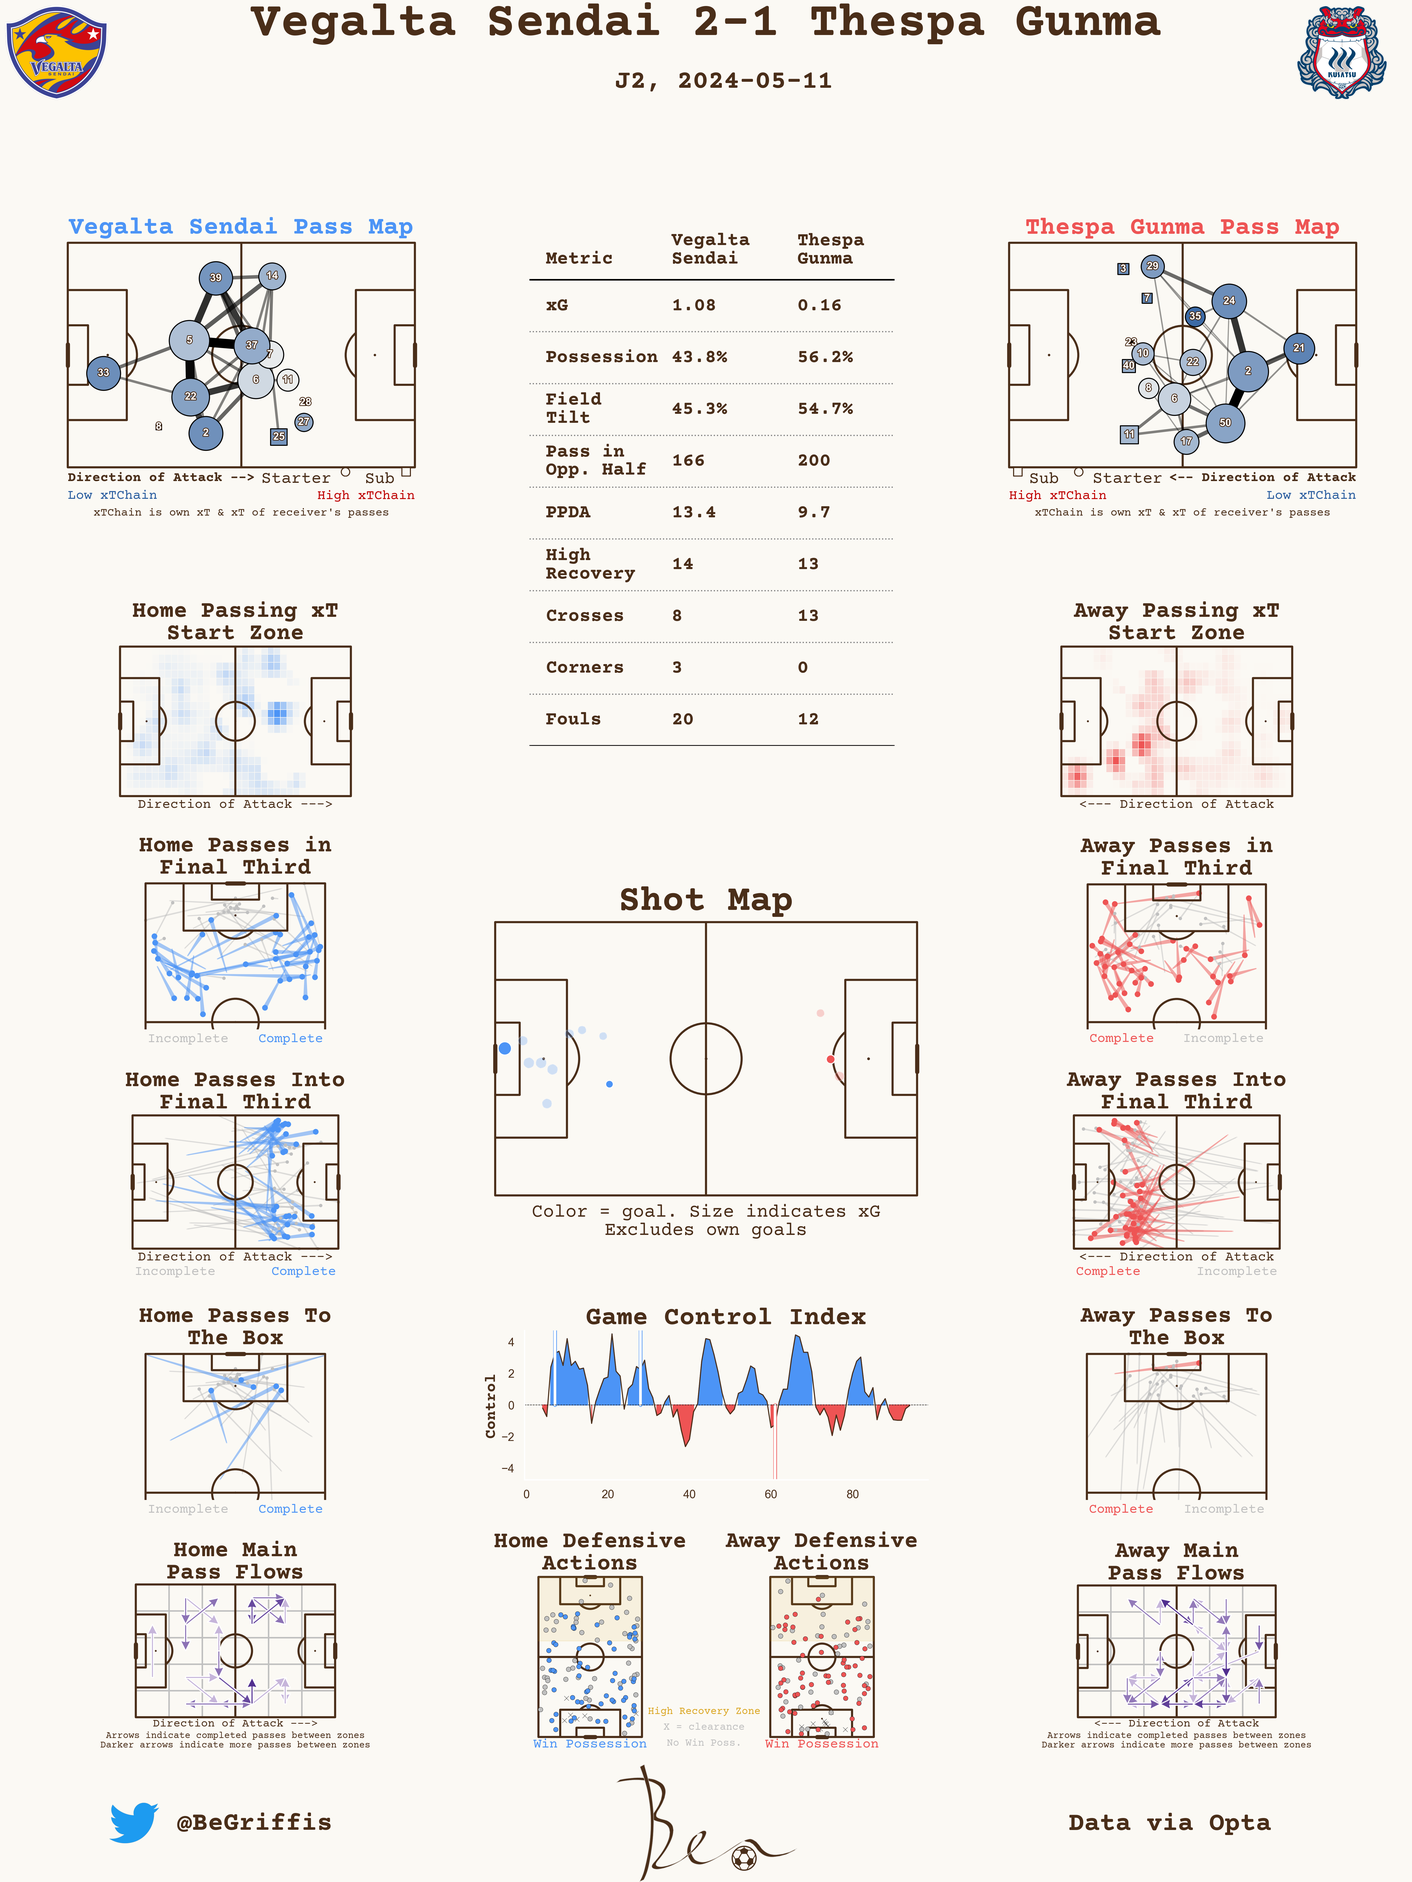 Vegalta Sendai 2-1 Thespa Gunma
J2, 2024-05-11
VEGALTA
SENDAI
KUSATSU
Vegalta Sendai Pass Map
39
14
5
37
7
33
6
11
22
28
8
2
25
27
Direction of Attack --> Starter Sub
Low xTChain High xTChain
xTChain is own xT & xT of receiver's passes
Metric Vegalta Sendai Thespa Gunma
xG 1.08 0.16
Possession 43.8% 56.2%
Field
Tilt 45.3% 54.7%
Pass in
Opp. Half 166 200
PPDA 13.4 9.7
High
Recovery 14 13
Crosses 8 13
Corners 3 0
Fouls 20 12
Thespa Gunma Pass Map
3
29
7
24
35
23
10
21
40
22
2
8
6
50
11
17
Sub Starter <-- Direction of Attack
High xTChain Low xTChain
xTChain is own xT & xT of receiver's passes
Home Passing xT
Start Zone
Direction of Attack --->
Away Passing xT
Start Zone
<--- Direction of Attack
Home Passes in
Final Third
Incomplete Complete
Away Passes in
Final Third
Complete Incomplete
Shot Map
Color = goal. Size indicates xG
Excludes own goals
Home Passes Into
Final Third
Direction of Attack --->
Incomplete Complete
Away Passes Into
Final Third
<--- Direction of Attack
Complete Incomplete
Home Passes To
The Box
Incomplete Complete
Game Control Index
Control
4
2
0
−2
−4
0 20 40 60 80
Away Passes To
The Box
Complete Incomplete
Home Main
Pass Flows
Direction of Attack --->
Arrows indicate completed passes between zones
Darker arrows indicate more passes between zones
Home Defensive
Actions
Win Possession
Away Defensive
Actions
Win Possession
High Recovery Zone
X = clearance
No Win Poss.
Away Main
Pass Flows
<--- Direction of Attack
Arrows indicate completed passes between zones
Darker arrows indicate more passes between zones
@BeGriffis
Ben
Data via Opta